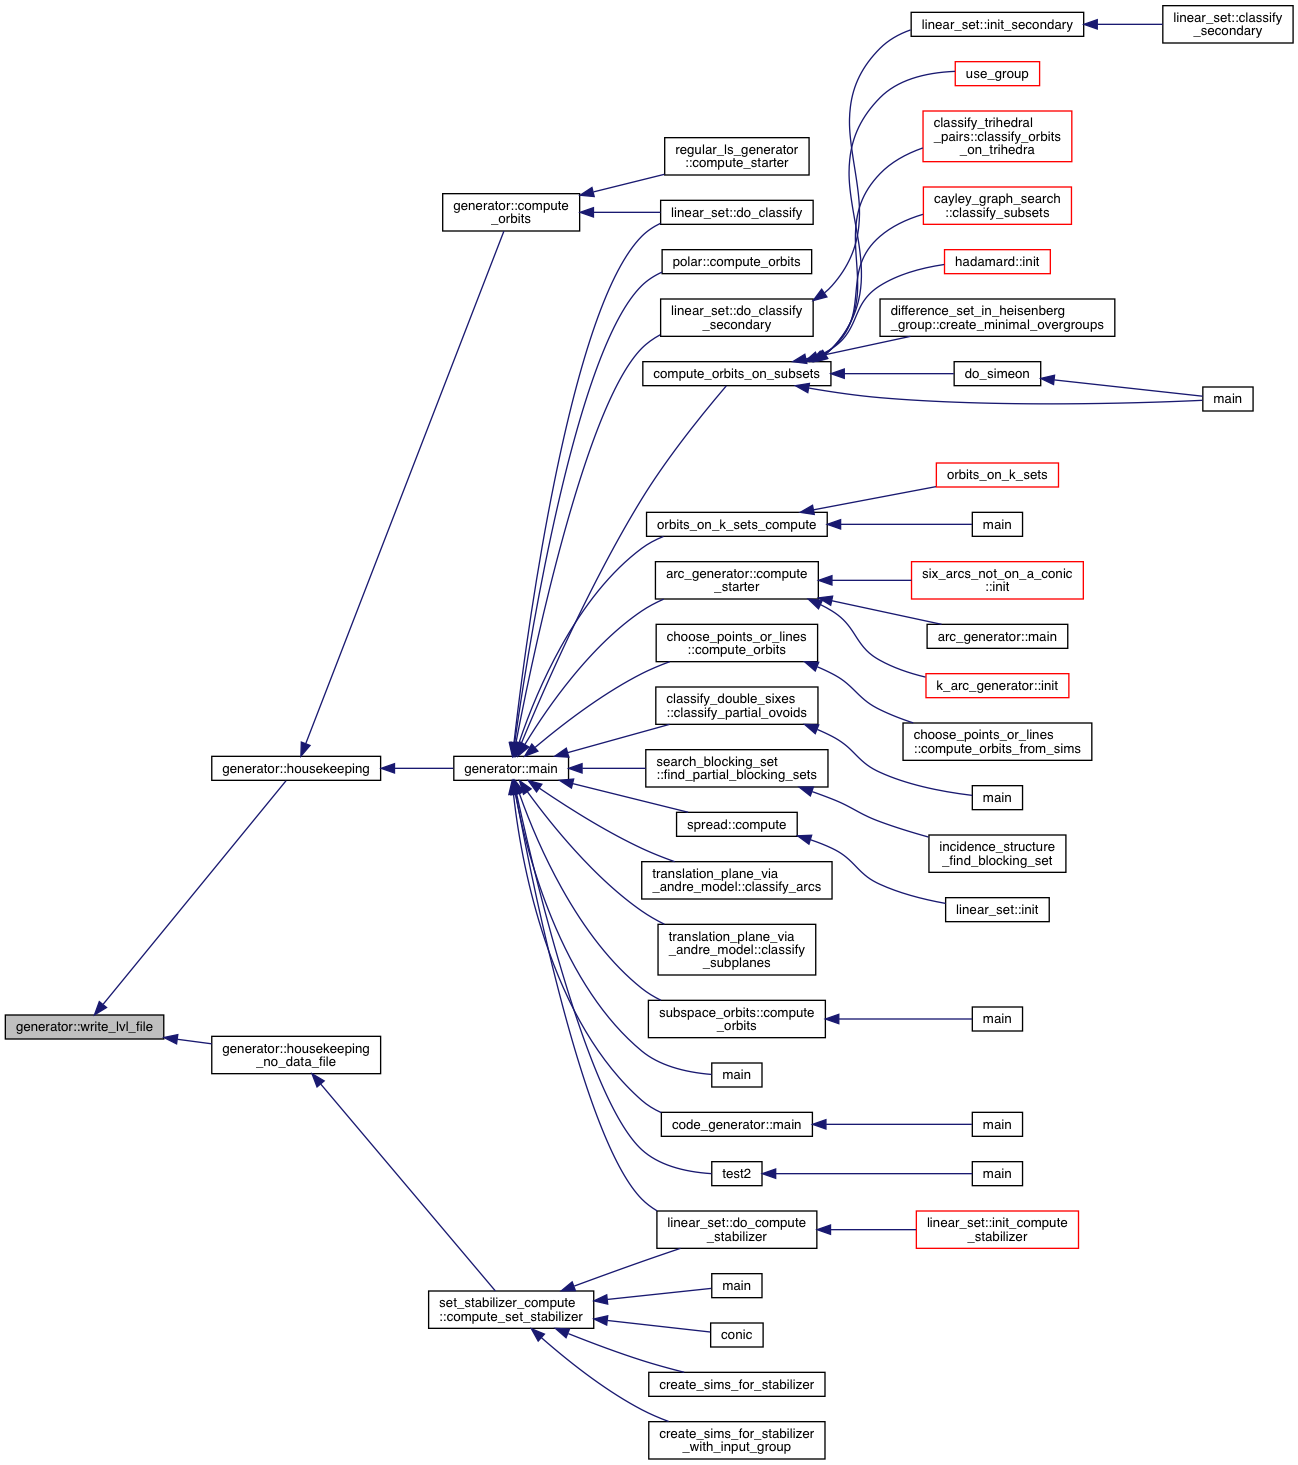 linear_set::init_secondary
linear_set::classify
_secondary
use_group
classify_trihedral
_pairs::classify_orbits
_on_trihedra
regular_ls_generator
::compute_starter
generator::compute
_orbits
linear_set::do_classify
cayley_graph_search
::classify_subsets
polar::compute_orbits
hadamard::init
linear_set::do_classify
_secondary
difference_set_in_heisenberg
_group::create_minimal_overgroups
compute_orbits_on_subsets
do_simeon
main
orbits_on_k_sets
orbits_on_k_sets_compute
main
arc_generator::compute
_starter
six_arcs_not_on_a_conic
::init
arc_generator::main
choose_points_or_lines
::compute_orbits
k_arc_generator::init
classify_double_sixes
::classify_partial_ovoids
choose_points_or_lines
::compute_orbits_from_sims
generator::housekeeping
generator::main
search_blocking_set
::find_partial_blocking_sets
main
spread::compute
incidence_structure
_find_blocking_set
translation_plane_via
_andre_model::classify_arcs
linear_set::init
translation_plane_via
_andre_model::classify
_subplanes
generator::write_lvl_file
subspace_orbits::compute
_orbits
main
generator::housekeeping
_no_data_file
main
code_generator::main
main
test2
main
linear_set::do_compute
_stabilizer
linear_set::init_compute
_stabilizer
set_stabilizer_compute
::compute_set_stabilizer
main
conic
create_sims_for_stabilizer
create_sims_for_stabilizer
_with_input_group